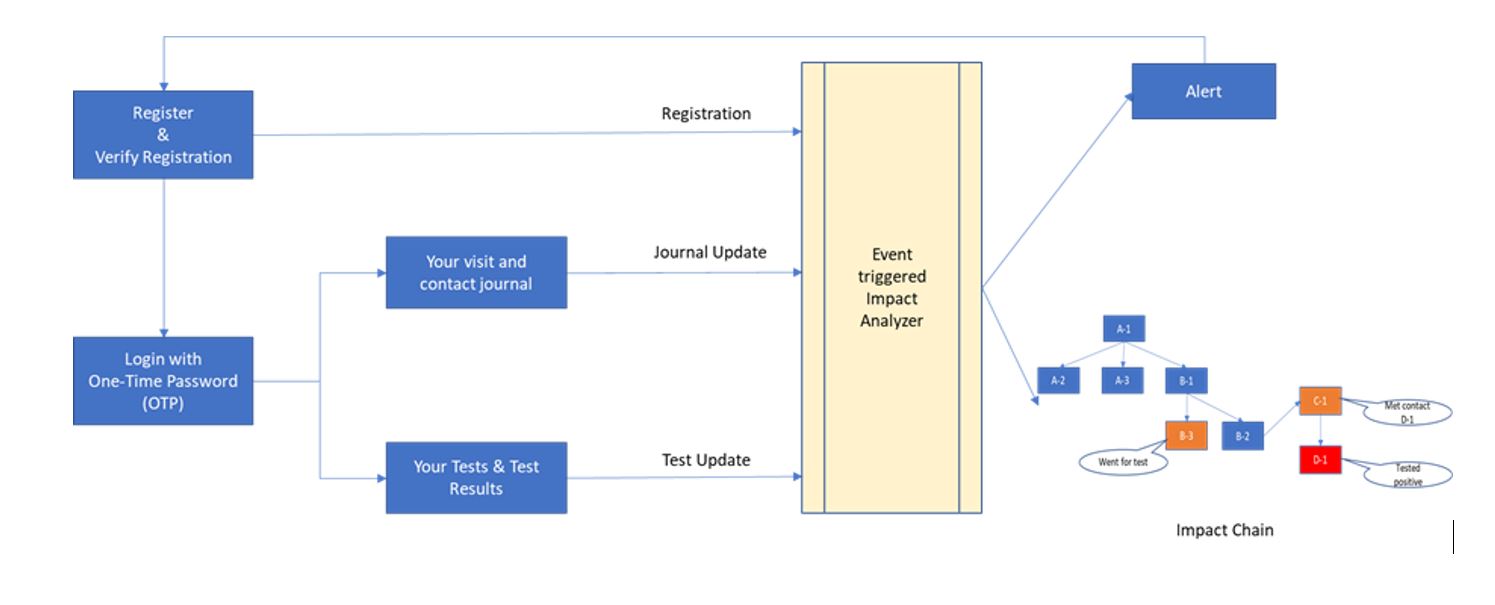 Register
&
Verify Registration
Registration
Alert
Your visit and
contact journal
Journal Update
Event
triggered
Impact
Analyzer
Login with
One-Time Password
(OTP)
Your Tests & Test
Results
Test Update
A-1
A-2
A-3
B-1
B-3
B-2
C-1
D-1
Met contact
D-1
Went for test
Tested
positive
Impact Chain